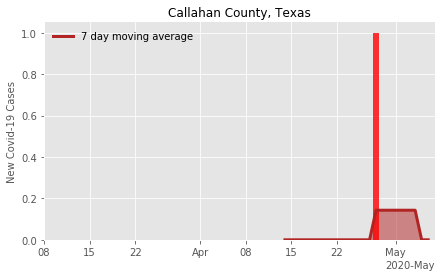 Callahan County, Texas
7 day moving average
New Covid-19 Cases
1.0
0.8
0.6
0.4
0.2
0.0
08
15
22
Apr
08
15
22
May
2020-May